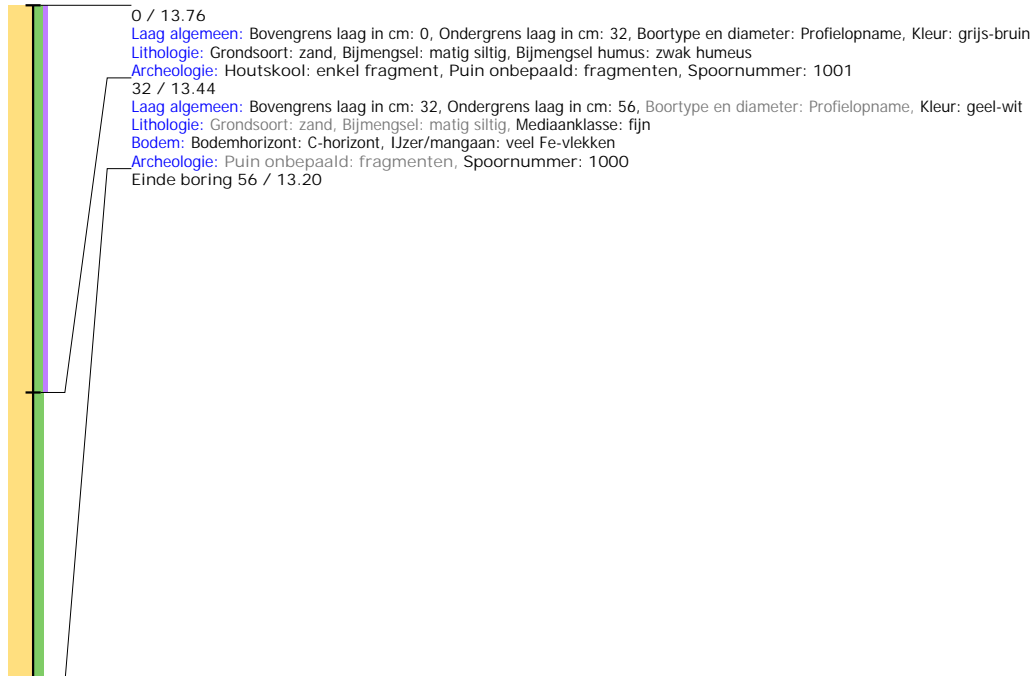 0 / 13.76
Laag algemeen: Bovengrens laag in cm: 0, Ondergrens laag in cm: 32, Boortype en diameter: Profielopname, Kleur: grijs-bruin
Lithologie: Grondsoort: zand, Bijmengsel: matig siltig, Bijmengsel humus: zwak humeus
Archeologie: Houtskool: enkel fragment, Puin onbepaald: fragmenten, Spoornummer: 1001
32 / 13.44
Laag algemeen: Bovengrens laag in cm: 32, Ondergrens laag in cm: 56, Boortype en diameter: Profielopname, Kleur: geel-wit
Lithologie: Grondsoort: zand, Bijmengsel: matig siltig, Mediaanklasse: fijn
Bodem: Bodemhorizont: C-horizont, IJzer/mangaan: veel Fe-vlekken
Archeologie: Puin onbepaald: fragmenten, Spoornummer: 1000
Einde boring 56 / 13.20